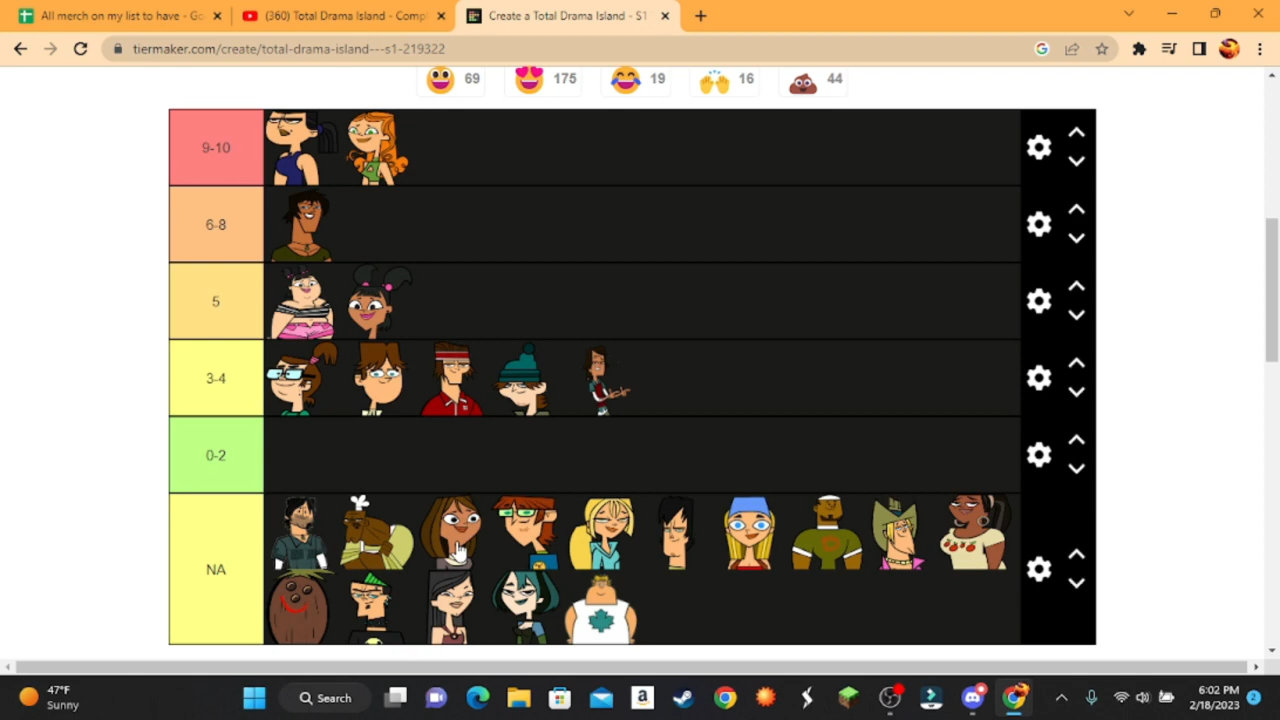 All merch on my list to have - Go
(360) Total Drama Island - Compl
Create a Total Drama Island - S1
tiermaker.com/create/total-drama-island---s1-219322
69
175
19
16
44
9-10
6-8
5
3-4
0-2
NA
47°F
Sunny
Search
6:02 PM
2/18/2023
2